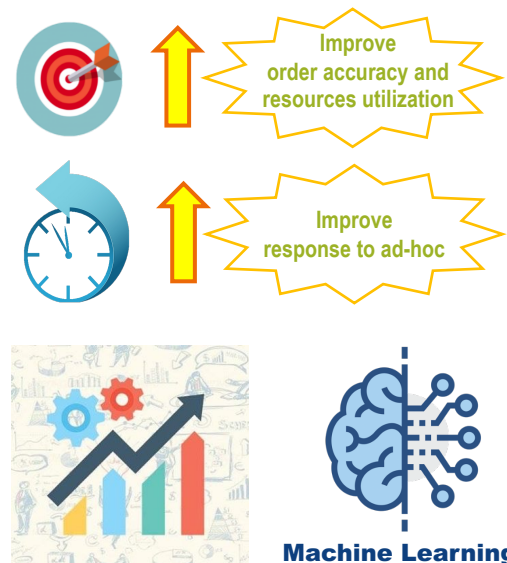 Improve
order accuracy and
resources utilization
Improve
response to ad-hoc
Machine Learning